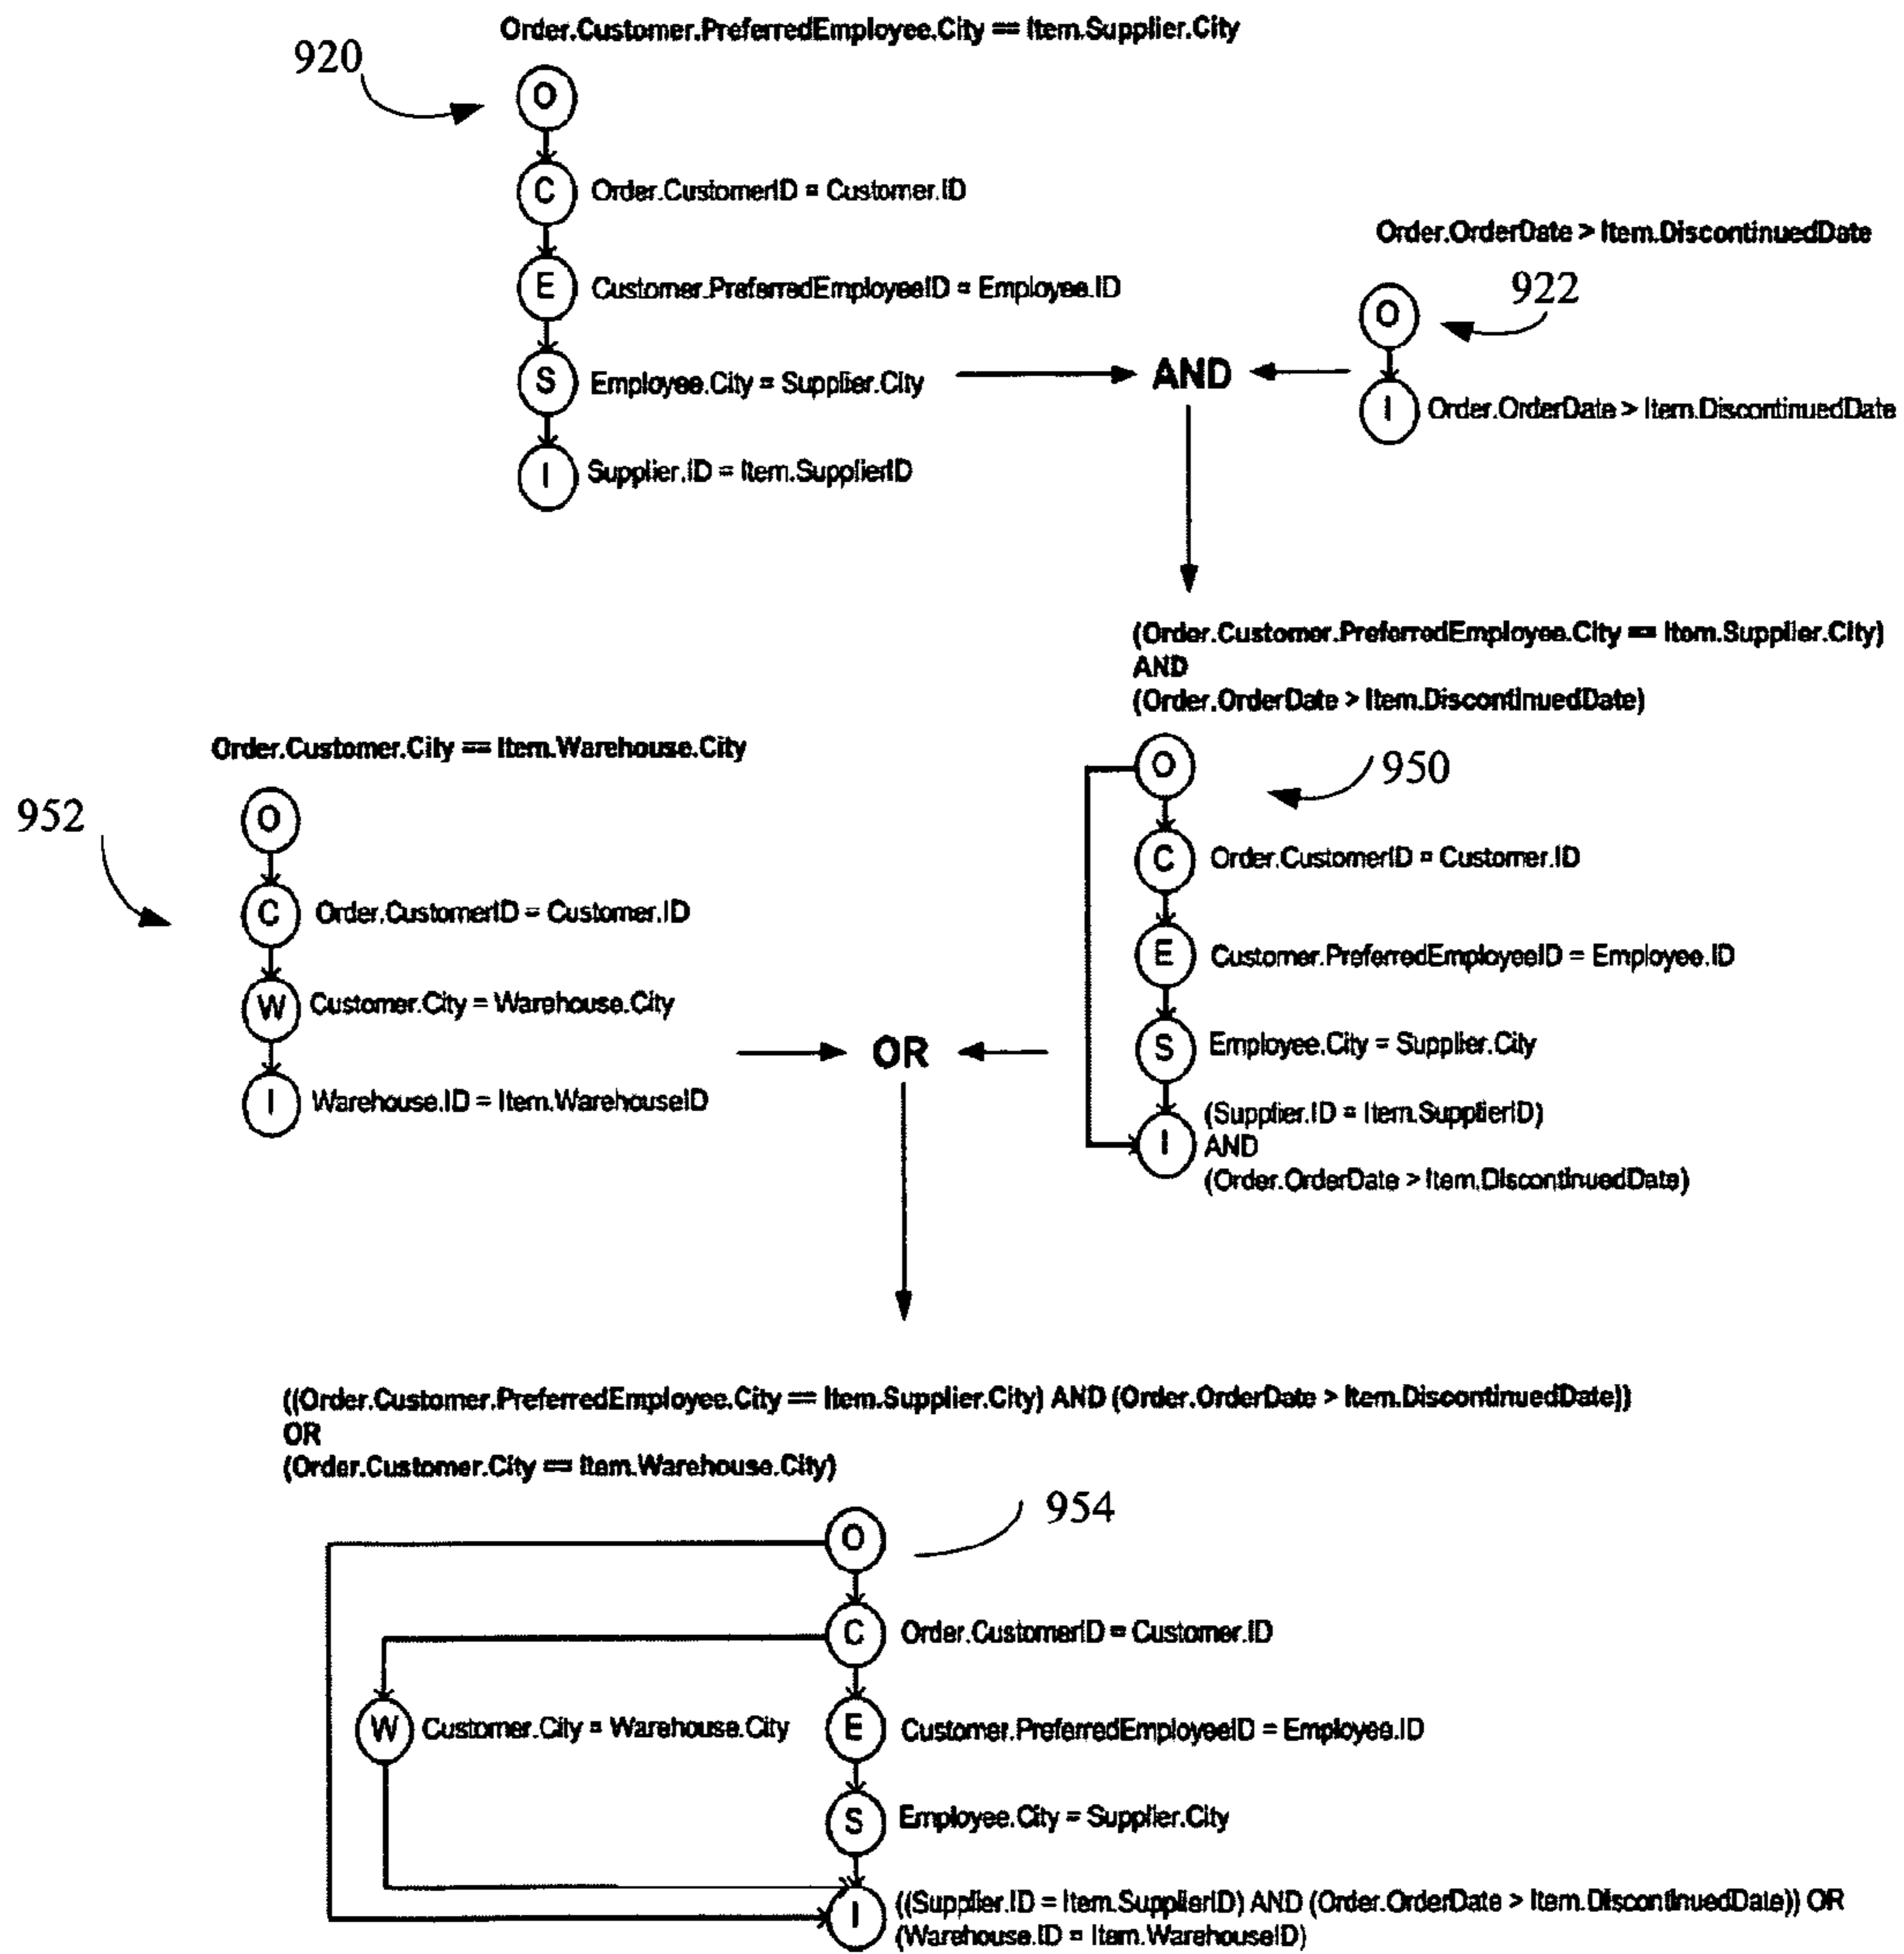 Order.Customer.PreferredEmployee.City == Item.Supplier.City
920
O
C Order.CustomerID = Customer.ID
E Customer.PreferredEmployeeID = Employee.ID
S Employee.City = Supplier.City
I Supplier.ID = Item.SupplierID
Order.OrderDate > Item.DiscontinuedDate
922
O
I Order.OrderDate > Item.DiscontinuedDate
AND
(Order.Customer.PreferredEmployee.City == Item.Supplier.City)
AND
(Order.OrderDate > Item.DiscontinuedDate)
950
O
C Order.CustomerID = Customer.ID
E Customer.PreferredEmployeeID = Employee.ID
S Employee.City = Supplier.City
(Supplier.ID = Item.SupplierID)
I AND
(Order.OrderDate > Item.DiscontinuedDate)
Order.Customer.City == Item.Warehouse.City
952
O
C Order.CustomerID = Customer.ID
W Customer.City = Warehouse.City
I Warehouse.ID = Item.WarehouseID
OR
((Order.Customer.PreferredEmployee.City == Item.Supplier.City) AND (Order.OrderDate > Item.DiscontinuedDate))
OR
(Order.Customer.City == Item.Warehouse.City)
954
O
C Order.CustomerID = Customer.ID
W Customer.City = Warehouse.City
E Customer.PreferredEmployeeID = Employee.ID
S Employee.City = Supplier.City
I ((Supplier.ID = Item.SupplierID) AND (Order.OrderDate > Item.DiscontinuedDate)) OR
(Warehouse.ID = Item.WarehouseID)